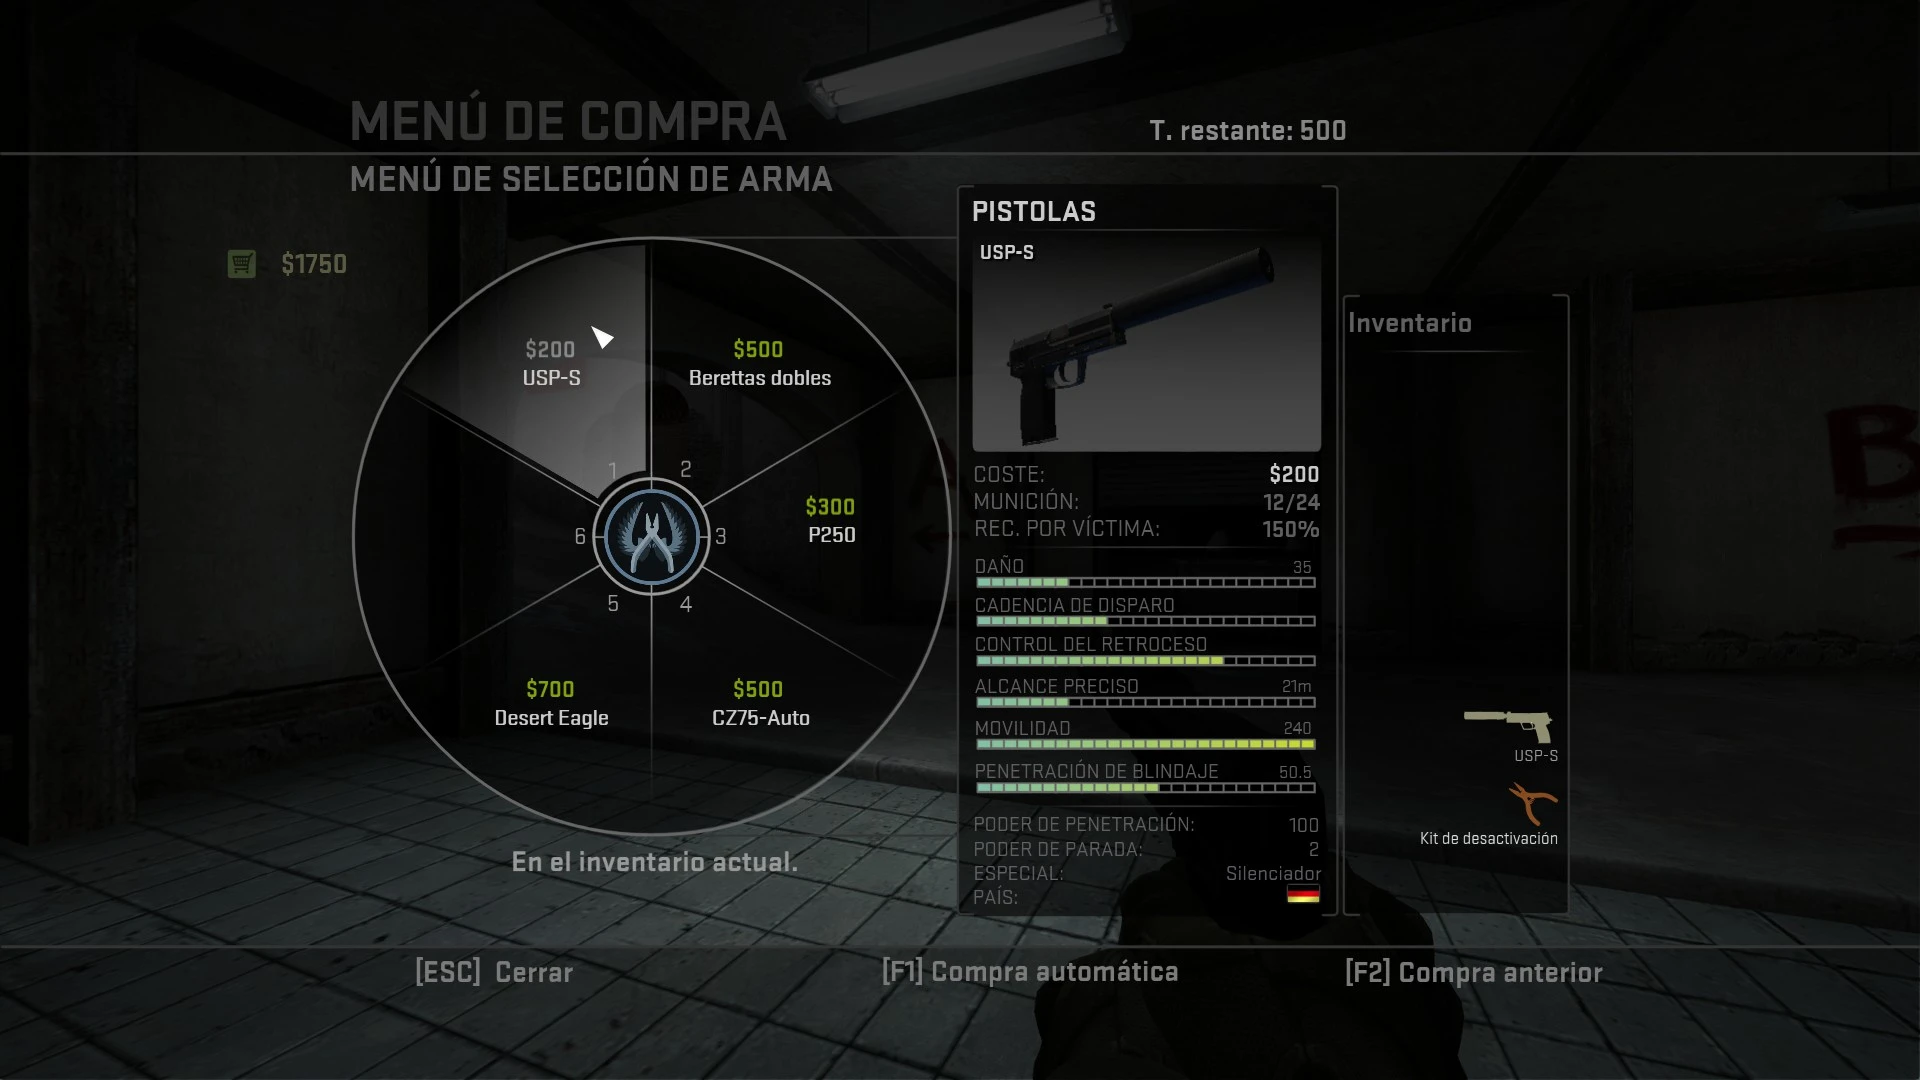 MENÚ DE COMPRA
T. restante: 500
MENÚ DE SELECCIÓN DE ARMA
$1750
$200
USP-S
$500
Berettas dobles
$300
P250
$500
CZ75-Auto
$700
Desert Eagle
1
2
3
4
5
6
En el inventario actual.
PISTOLAS
USP-S
COSTE: $200
MUNICIÓN: 12/24
REC. POR VÍCTIMA: 150%
DAÑO 35
CADENCIA DE DISPARO
CONTROL DEL RETROCESO
ALCANCE PRECISO 21m
MOVILIDAD 240
PENETRACIÓN DE BLINDAJE 50.5
PODER DE PENETRACIÓN: 100
PODER DE PARADA: 2
ESPECIAL: Silenciador
PAÍS:
Inventario
USP-S
Kit de desactivación
B
[ESC] Cerrar
[F1] Compra automática
[F2] Compra anterior